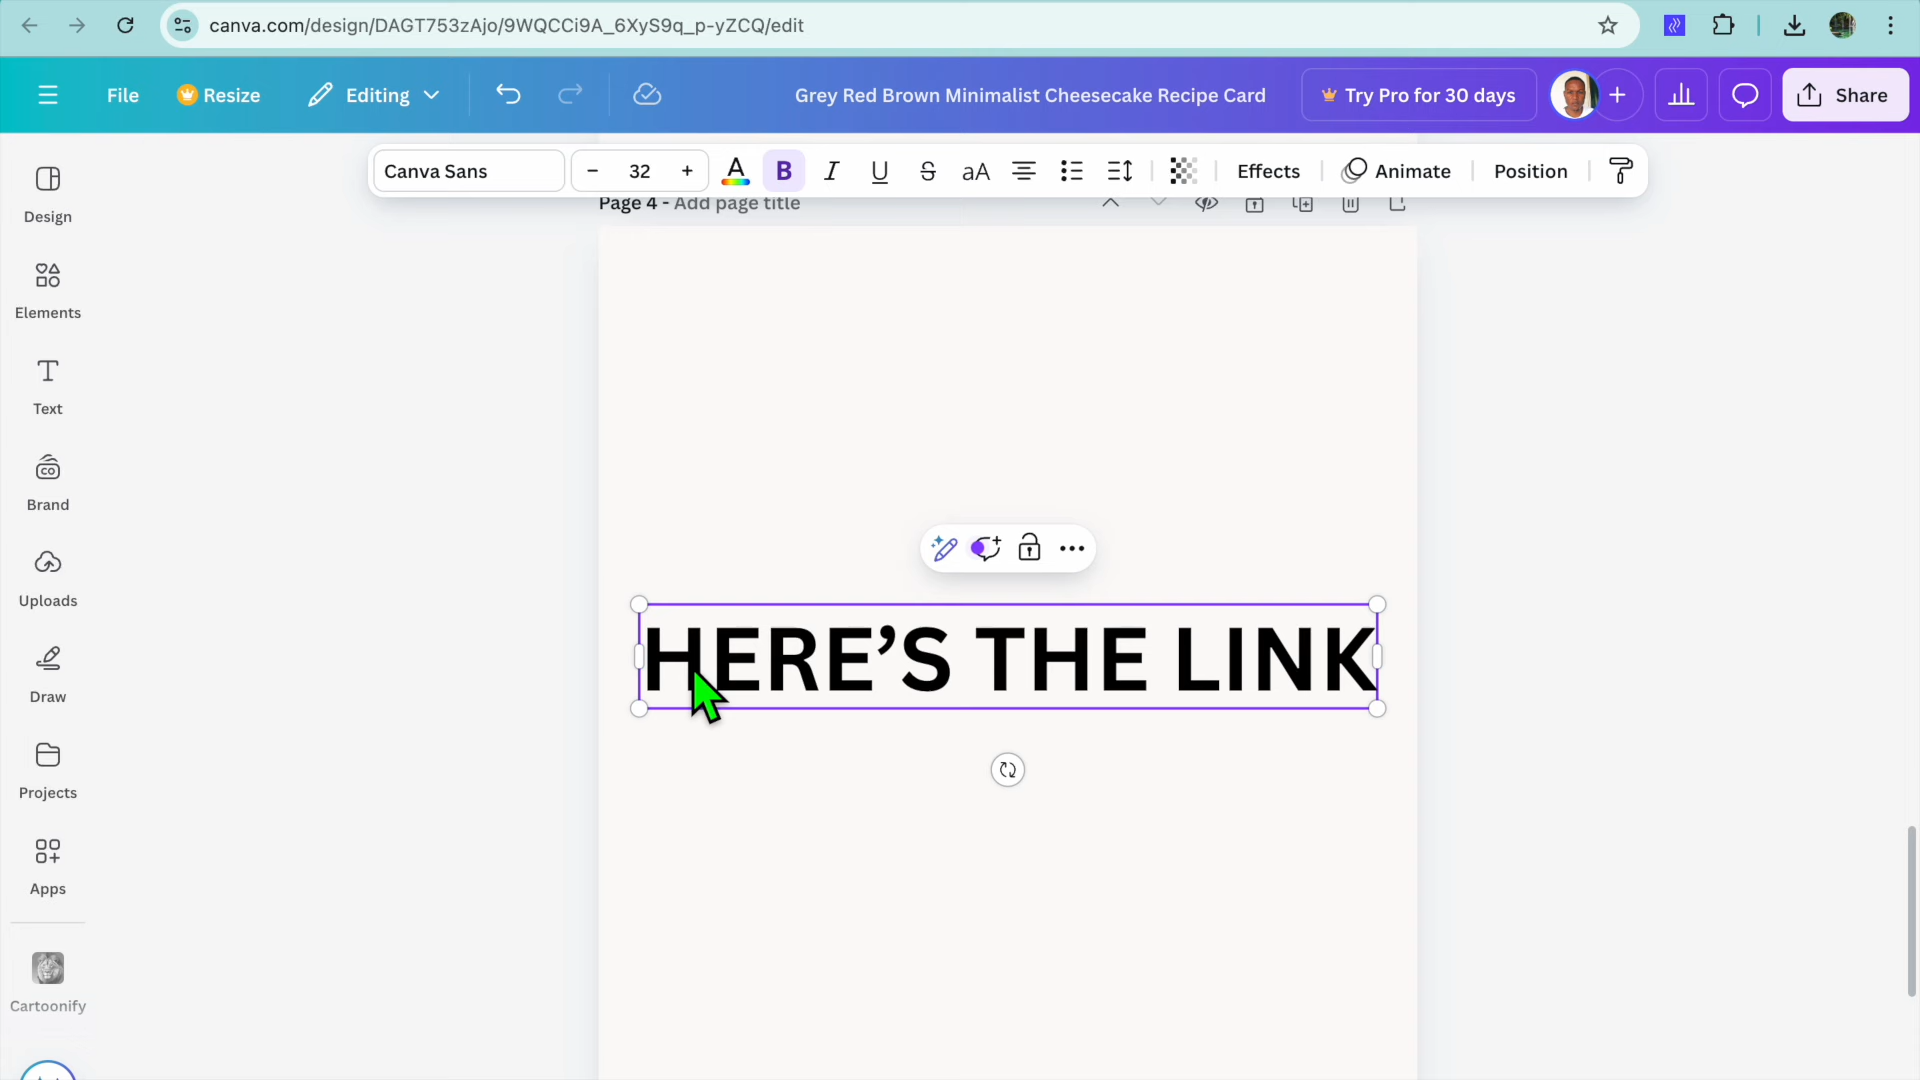 canva.com/design/DAGT753zAjo/9WQCCi9A_6XyS9q_p-yZCQ/edit
File
Resize
Editing
Grey Red Brown Minimalist Cheesecake Recipe Card
Try Pro for 30 days
Share
Canva Sans
− 32 +
A
B
I
U
S
aA
Effects
Animate
Position
Page 4 - Add page title
Design
Elements
Text
CO
Brand
Uploads
Draw
Projects
Apps
Cartoonify
HERE’S THE LINK